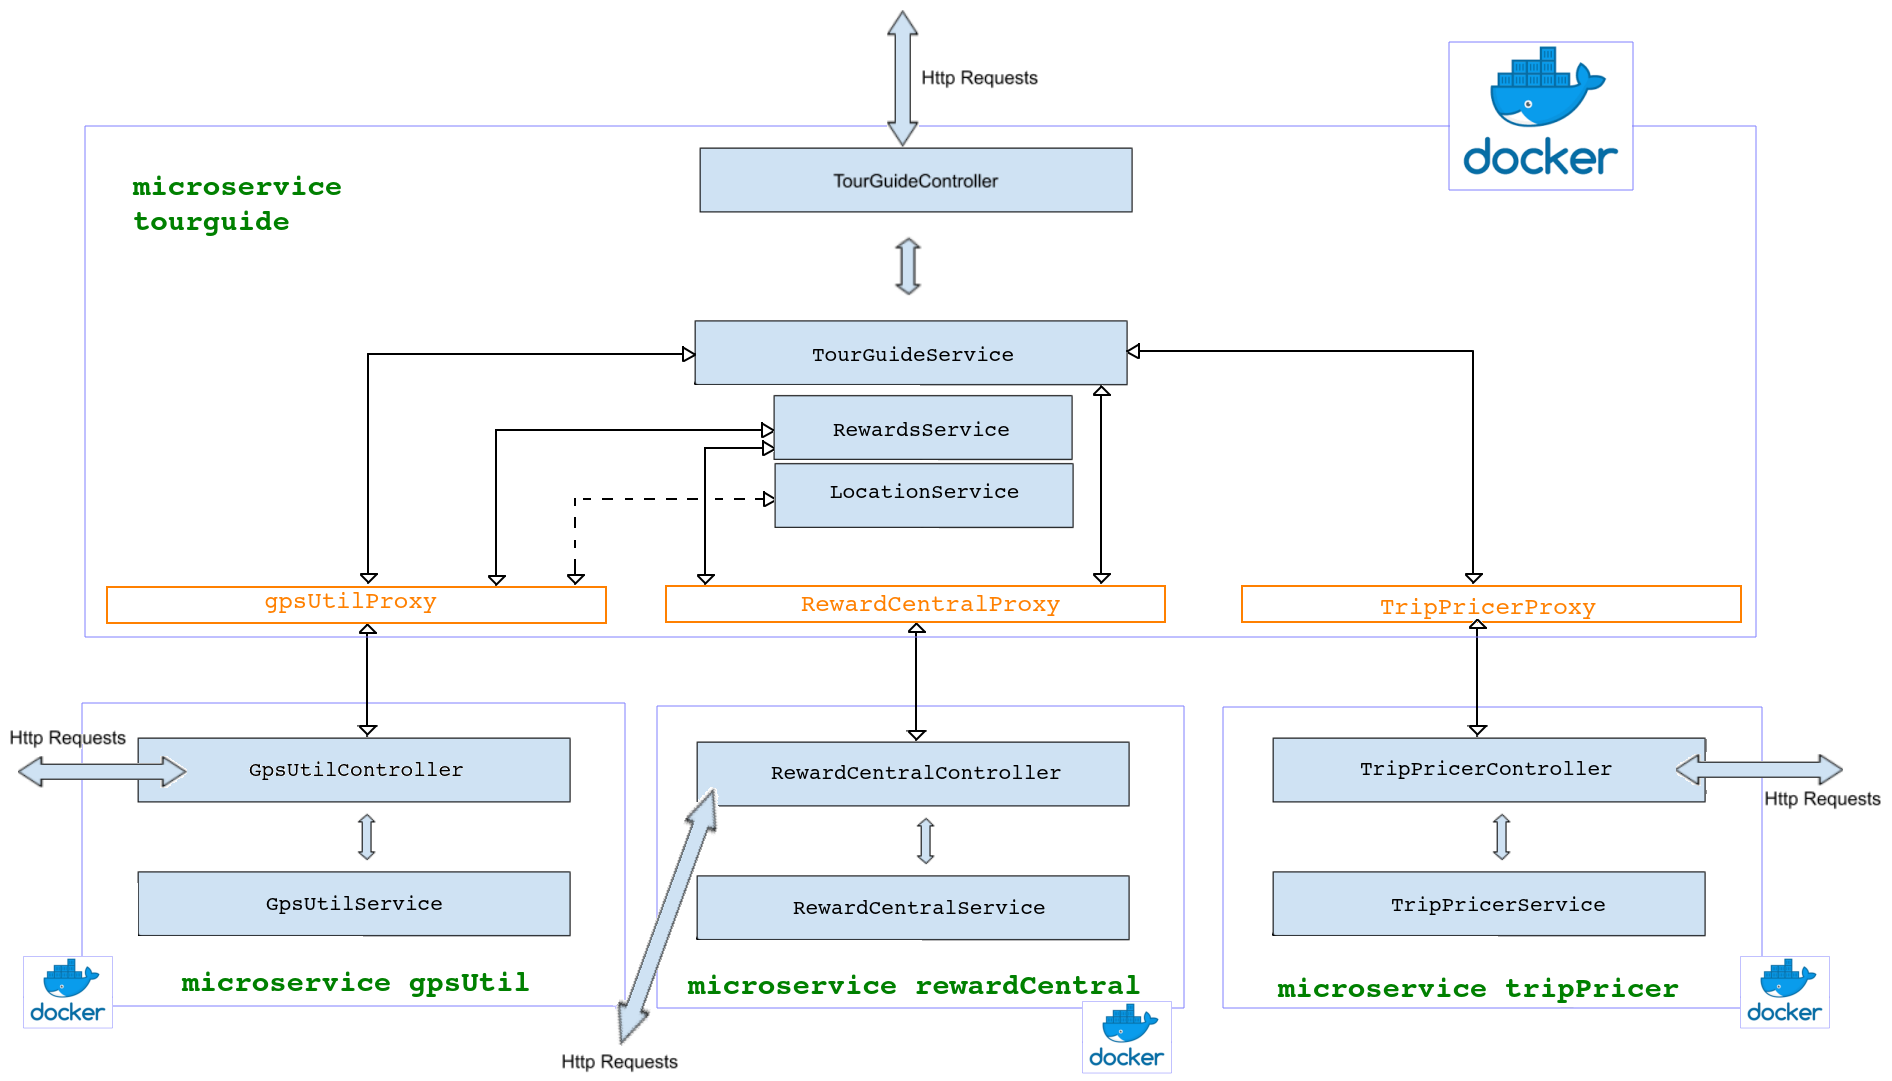 Http Requests
docker
microservice
tourguide
TourGuideController
TourGuideService
RewardsService
LocationService
gpsUtilProxy
RewardCentralProxy
TripPricerProxy
Http Requests
GpsUtilController
RewardCentralController
TripPricerController
Http Requests
GpsUtilService
RewardCentralService
TripPricerService
microservice gpsUtil
microservice rewardCentral
microservice tripPricer
docker
docker
docker
Http Requests